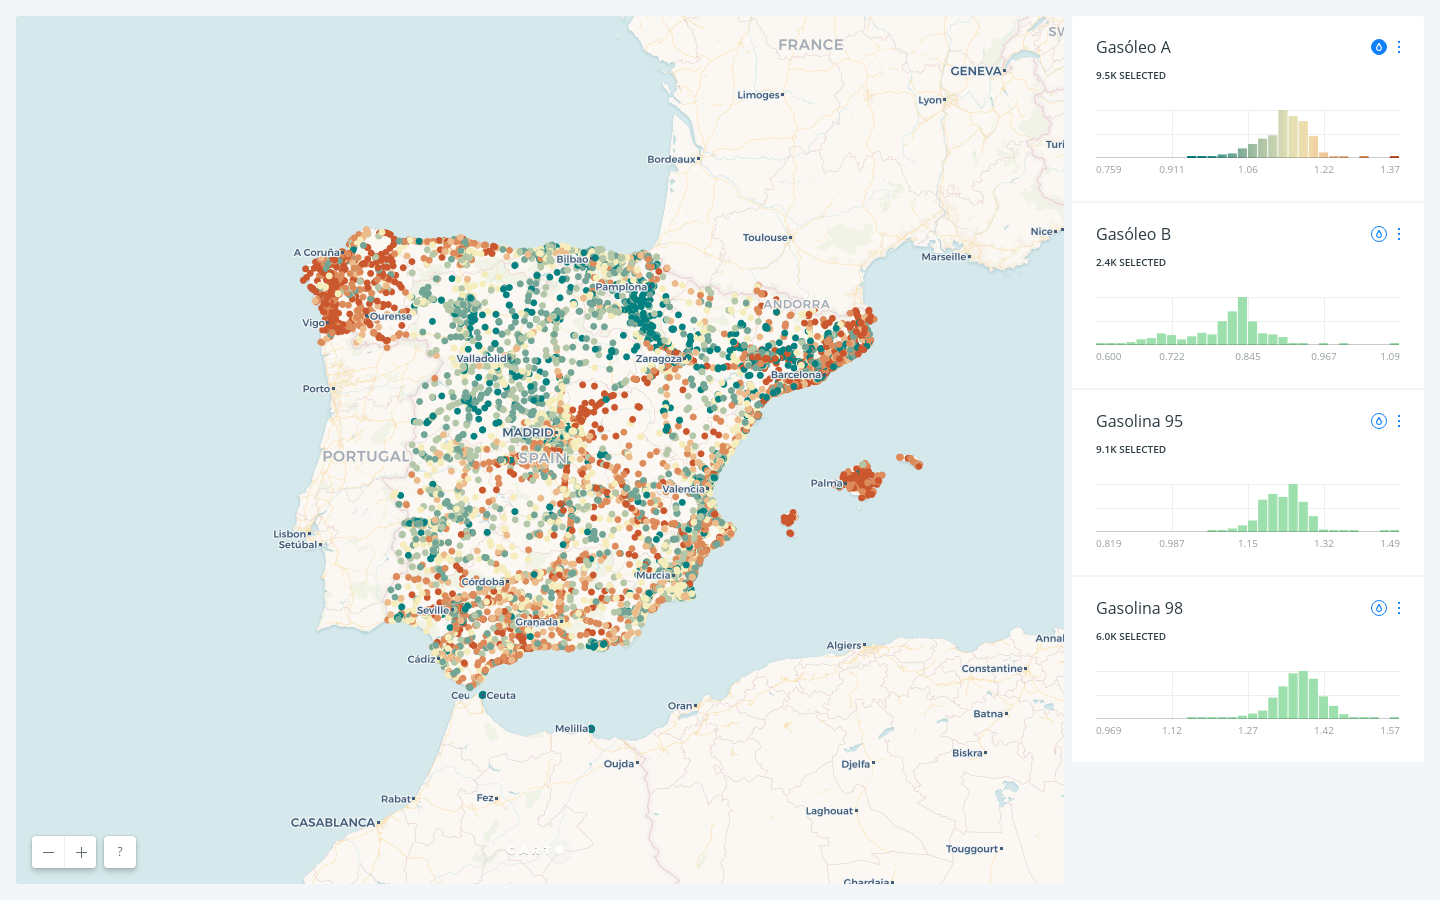 FRANCE
SW
GENEVA
Limoges
Lyon
Turi
Bordeaux
Toulouse
Nice
Marseille
A Coruña
Bilbao
Pamplona
ANDORRA
Vigo
Ourense
Valladolid
Zaragoza
Barcelona
Porto
MADRID
PORTUGAL
SPAIN
Palma
Valencia
Lisbon
Setúbal
Córdoba
Murcia
Seville
Granada
Cádiz
Algiers
Annal
Constantine
Ceu
Ceuta
Oran
Batna
Melilla
Biskra
Oujda
Djelfa
Rabat
Fez
Laghouat
CASABLANCA
CARTO
Touggourt
Ghardaia
?
Gasóleo A
9.5K SELECTED
0.759 0.911 1.06 1.22 1.37
Gasóleo B
2.4K SELECTED
0.600 0.722 0.845 0.967 1.09
Gasolina 95
9.1K SELECTED
0.819 0.987 1.15 1.32 1.49
Gasolina 98
6.0K SELECTED
0.969 1.12 1.27 1.42 1.57